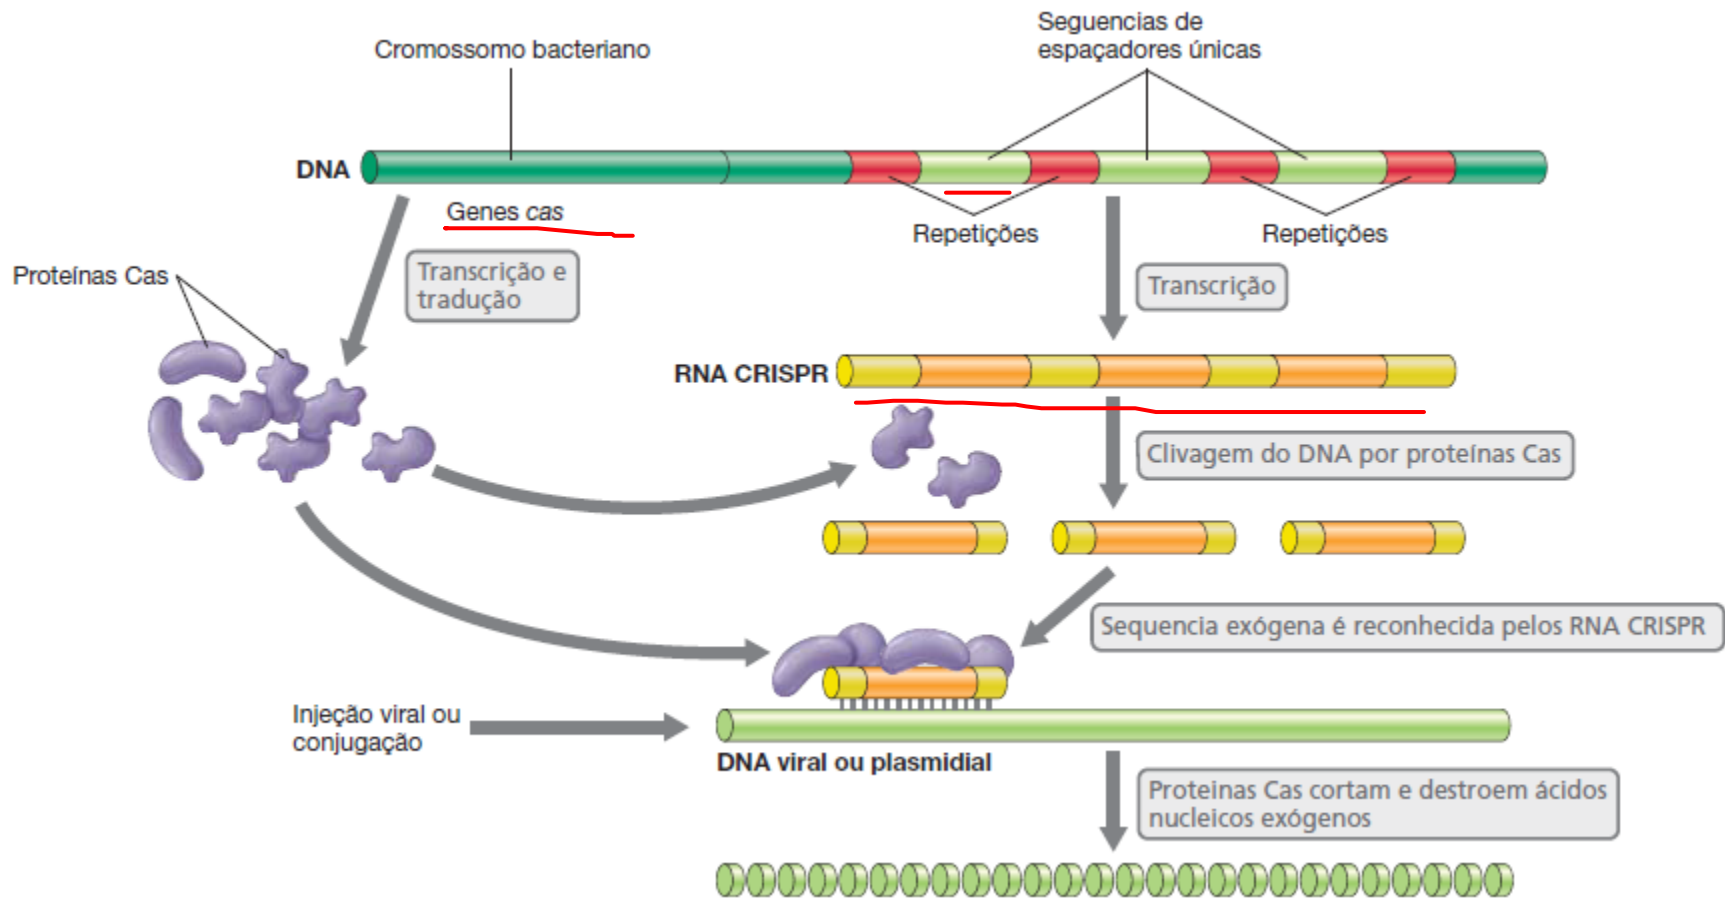 Seguencias de
espaçadores únicas
Cromossomo bacteriano
DNA
Genes cas
Repetições
Repetições
Proteínas Cas
Transcrição e
tradução
Transcrição
RNA CRISPR
Clivagem do DNA por proteínas Cas
Sequencia exógena é reconhecida pelos RNA CRISPR
Injeção viral ou
conjugação
DNA viral ou plasmidial
Proteinas Cas cortam e destroem ácidos
nucleicos exógenos